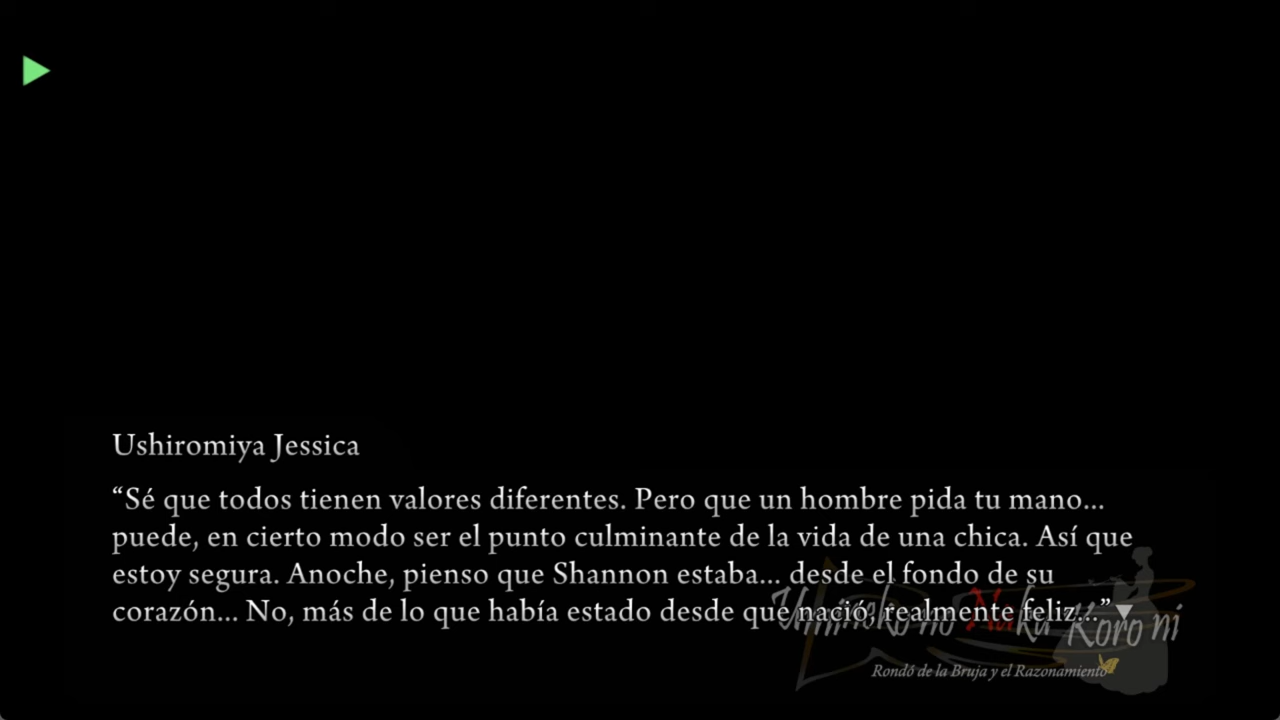 Ushiromiya Jessica
“Sé que todos tienen valores diferentes. Pero que un hombre pida tu mano...
puede, en cierto modo ser el punto culminante de la vida de una chica. Así que
estoy segura. Anoche, pienso que Shannon estaba... desde el fondo de su
corazón... No, más de lo que había estado desde que nació, realmente feliz...”
Umineko no Naku Koro ni
Rondó de la Bruja y el Razonamiento